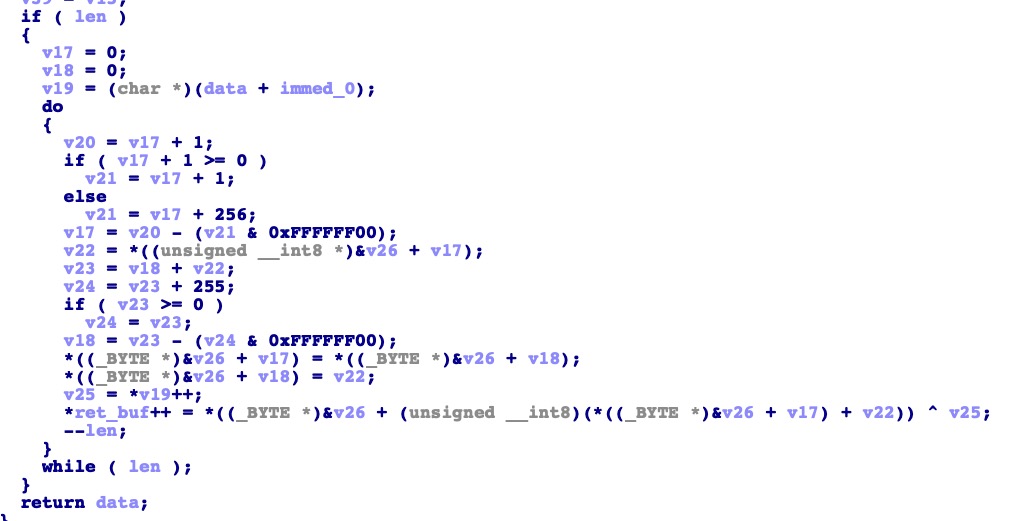 if ( len )
{
v17 = 0;
v18 = 0;
v19 = (char *)(data + immed_0);
do
{
v20 = v17 + 1;
if ( v17 + 1 >= 0 )
v21 = v17 + 1;
else
v21 = v17 + 256;
v17 = v20 - (v21 & 0xFFFFFF00);
v22 = *((unsigned __int8 *)&v26 + v17);
v23 = v18 + v22;
v24 = v23 + 255;
if ( v23 >= 0 )
v24 = v23;
v18 = v23 - (v24 & 0xFFFFFF00);
*((_BYTE *)&v26 + v17) = *((_BYTE *)&v26 + v18);
*((_BYTE *)&v26 + v18) = v22;
v25 = *v19++;
*ret_buf++ = *((_BYTE *)&v26 + (unsigned __int8)(*((_BYTE *)&v26 + v17) + v22)) ^ v25;
--len;
}
while ( len );
}
return data;
}